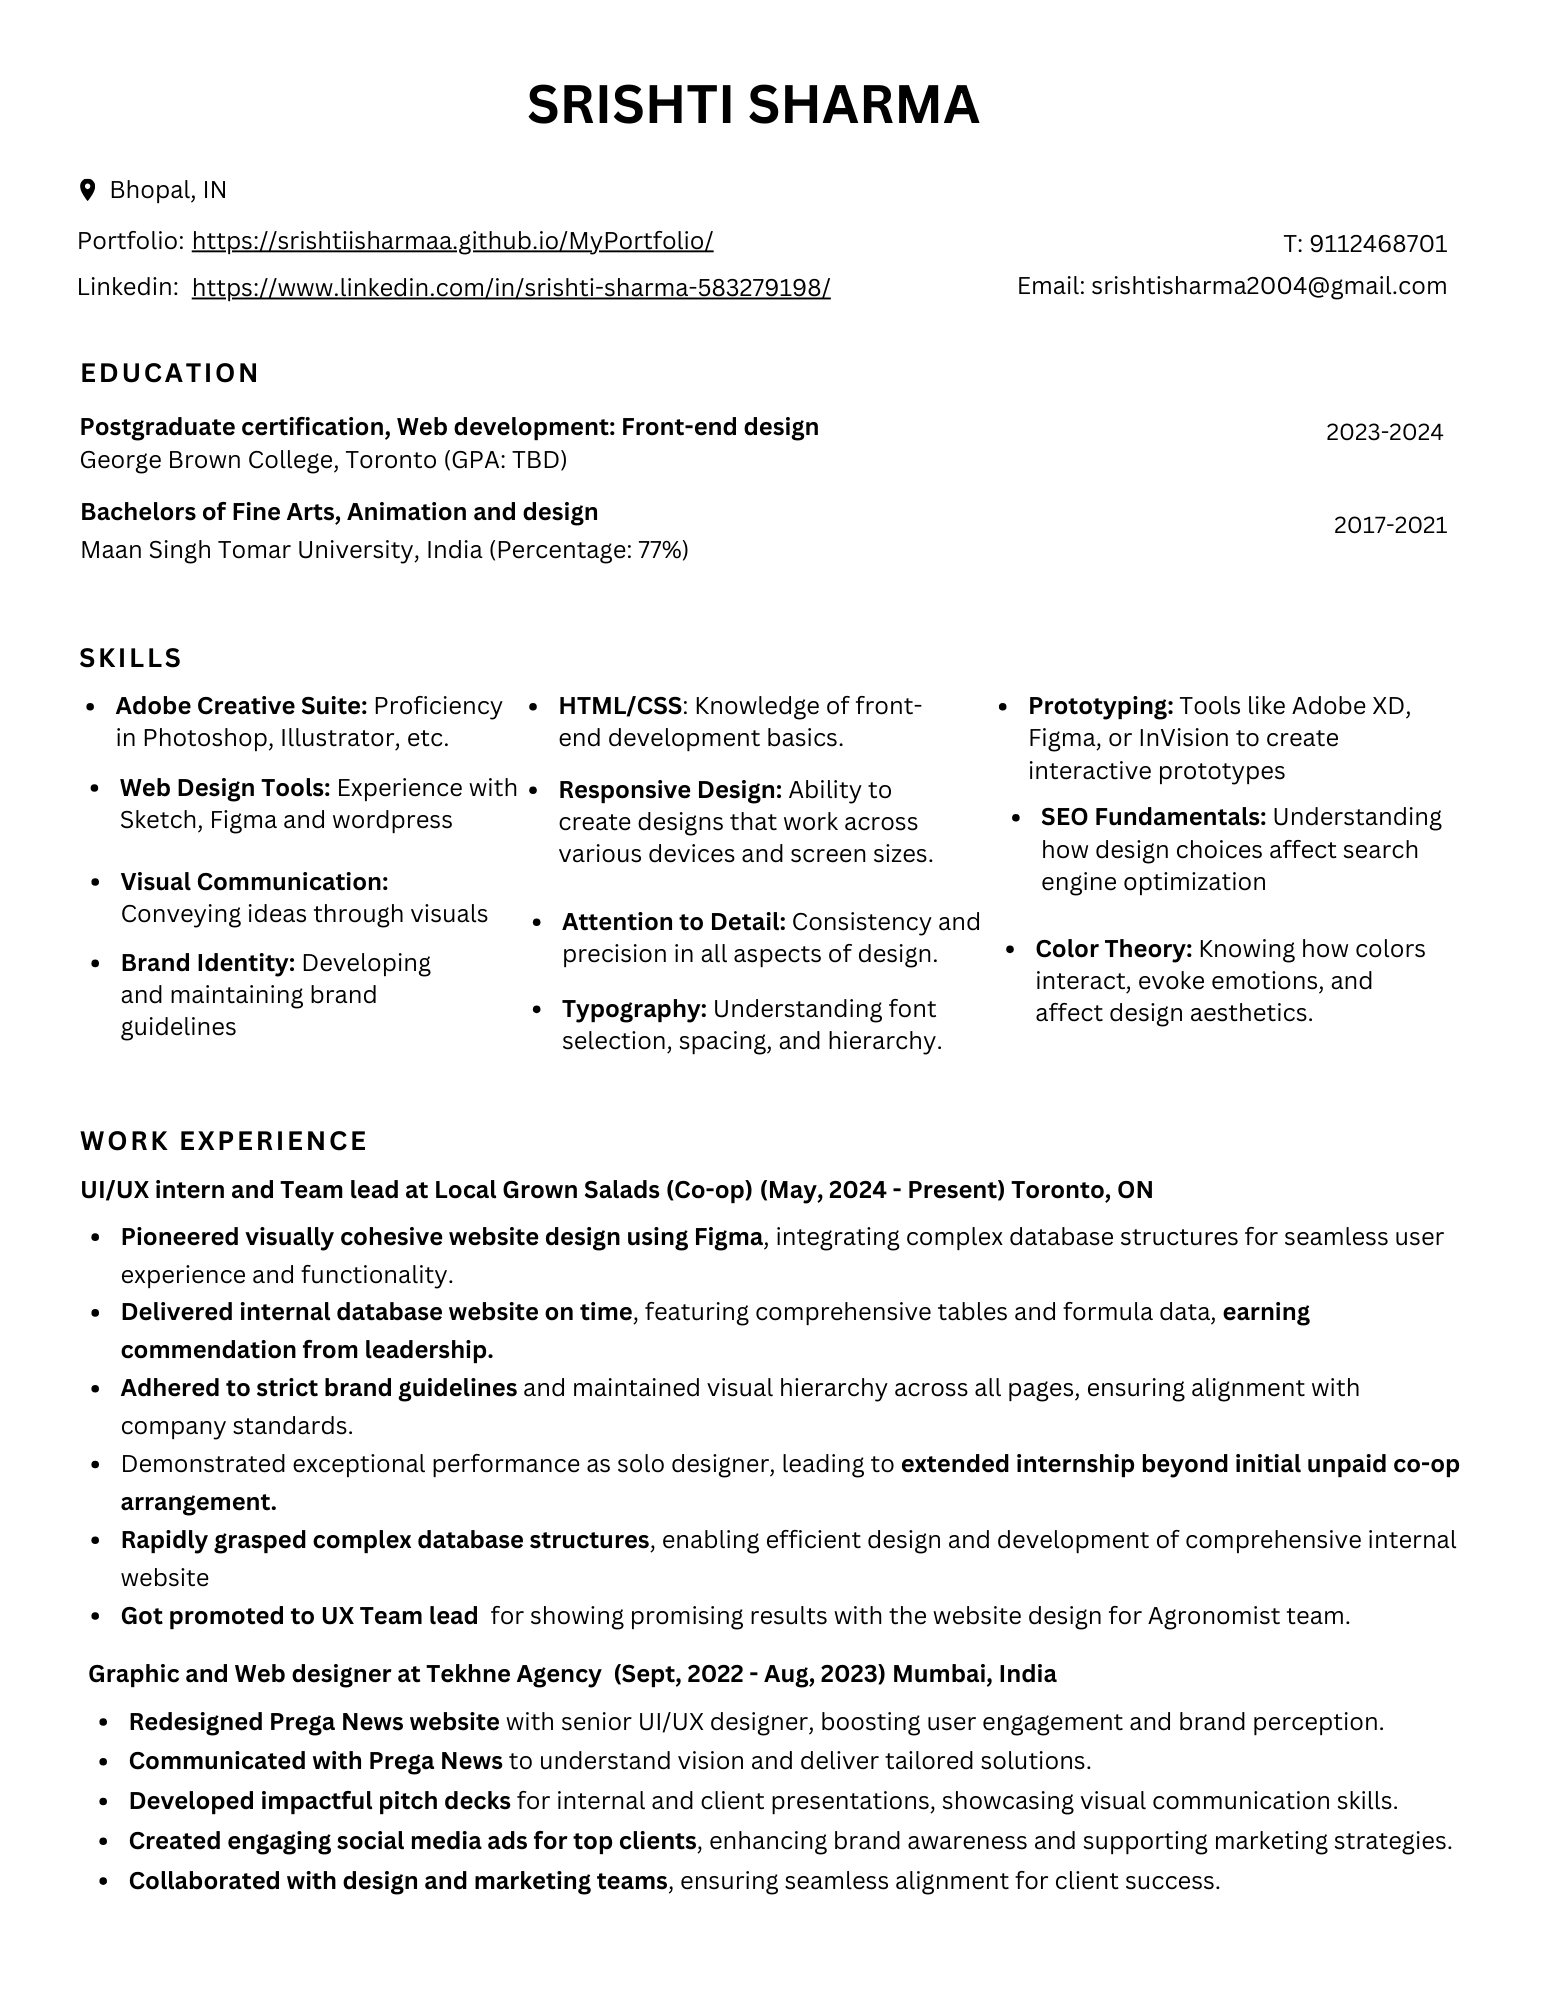 SRISHTI SHARMA
Bhopal, IN
Portfolio: https://srishtiisharmaa.github.io/MyPortfolio/
T: 9112468701
Linkedin: https://www.linkedin.com/in/srishti-sharma-583279198/
Email: srishtisharma2004@gmail.com
EDUCATION
Postgraduate certification, Web development: Front-end design
2023-2024
George Brown College, Toronto (GPA: TBD)
Bachelors of Fine Arts, Animation and design
2017-2021
Maan Singh Tomar University, India (Percentage: 77%)
SKILLS
• Adobe Creative Suite: Proficiency
in Photoshop, Illustrator, etc.
• Web Design Tools: Experience with
Sketch, Figma and wordpress
• Visual Communication:
Conveying ideas through visuals
• Brand Identity: Developing
and maintaining brand
guidelines
• HTML/CSS: Knowledge of front-
end development basics.
• Responsive Design: Ability to
create designs that work across
various devices and screen sizes.
• Attention to Detail: Consistency and
precision in all aspects of design.
• Typography: Understanding font
selection, spacing, and hierarchy.
• Prototyping: Tools like Adobe XD,
Figma, or InVision to create
interactive prototypes
• SEO Fundamentals: Understanding
how design choices affect search
engine optimization
• Color Theory: Knowing how colors
interact, evoke emotions, and
affect design aesthetics.
WORK EXPERIENCE
UI/UX intern and Team lead at Local Grown Salads (Co-op) (May, 2024 - Present) Toronto, ON
• Pioneered visually cohesive website design using Figma, integrating complex database structures for seamless user
experience and functionality.
• Delivered internal database website on time, featuring comprehensive tables and formula data, earning
commendation from leadership.
• Adhered to strict brand guidelines and maintained visual hierarchy across all pages, ensuring alignment with
company standards.
• Demonstrated exceptional performance as solo designer, leading to extended internship beyond initial unpaid co-op
arrangement.
• Rapidly grasped complex database structures, enabling efficient design and development of comprehensive internal
website
• Got promoted to UX Team lead for showing promising results with the website design for Agronomist team.
Graphic and Web designer at Tekhne Agency (Sept, 2022 - Aug, 2023) Mumbai, India
• Redesigned Prega News website with senior UI/UX designer, boosting user engagement and brand perception.
• Communicated with Prega News to understand vision and deliver tailored solutions.
• Developed impactful pitch decks for internal and client presentations, showcasing visual communication skills.
• Created engaging social media ads for top clients, enhancing brand awareness and supporting marketing strategies.
• Collaborated with design and marketing teams, ensuring seamless alignment for client success.